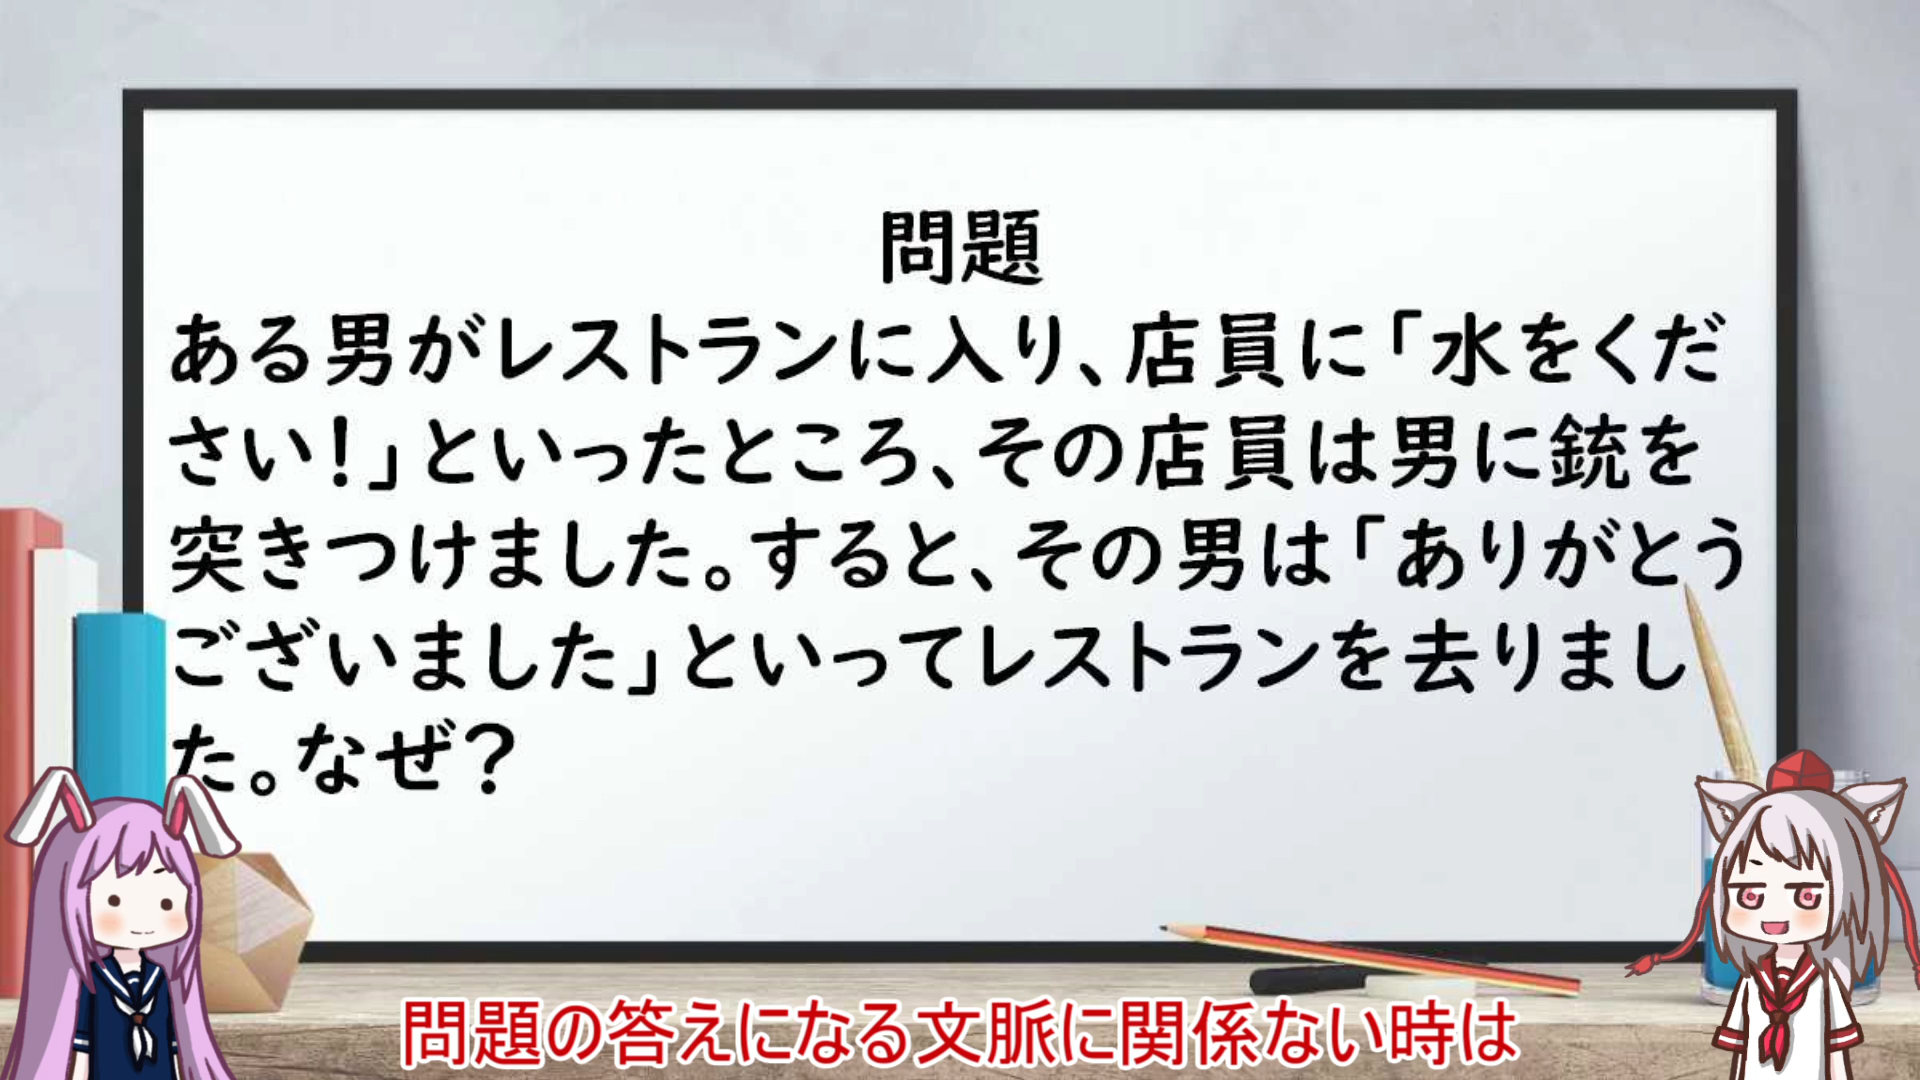 問題
ある男がレストランに入り、店員に「水をくだ
さい!」といったところ、その店員は男に銃を
突きつけました。すると、その男は「ありがとう
ございました」といってレストランを去りまし
た。なぜ?
問題の答えになる文脈に関係ない時は